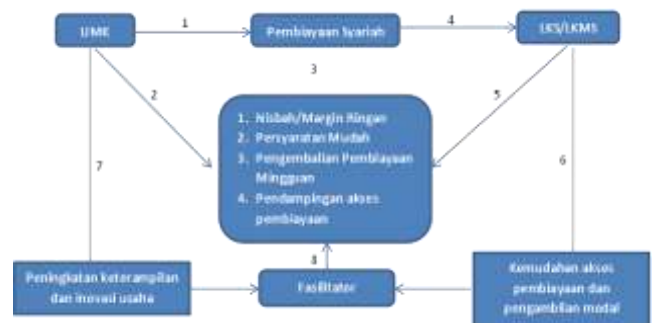 1
4
UMK
Pembiayaan Syariah
LKS/LKMS
3
2
5
1. Nisbah/Margin Ringan
2. Persyaratan Mudah
3. Pengembalian Pembiayaan
Mingguan
4. Pendampingan akses
pembiayaan
7
6
8
Peningkatan keterampilan
dan inovasi usaha
Fasilitator
Kemudahan akses
pembiayaan dan
pengambilan modal